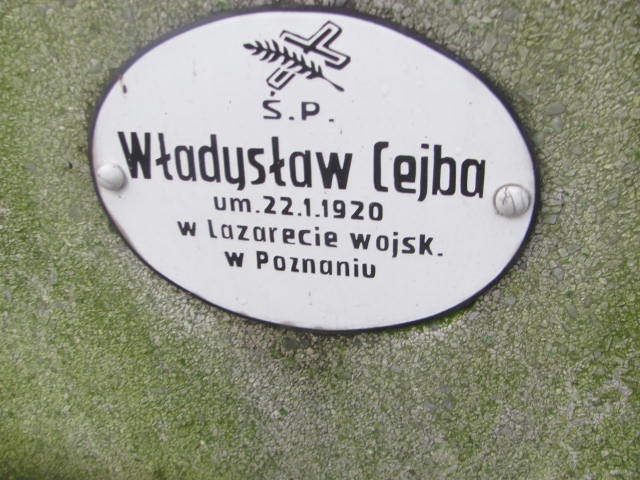 Ś.P.
Władysław Cejba
um. 22.1.1920
w Lazarecie wojsk.
w Poznaniu